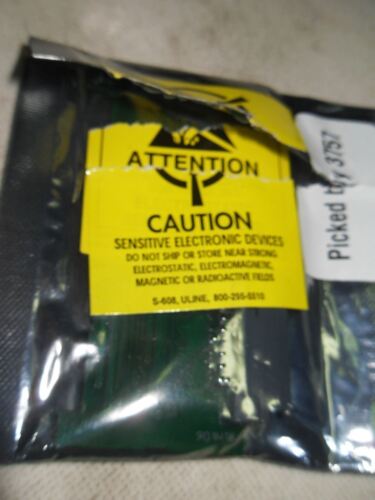 ATTENTION
CAUTION
SENSITIVE ELECTRONIC DEVICES
DO NOT SHIP OR STORE NEAR STRONG
ELECTROSTATIC, ELECTROMAGNETIC,
MAGNETIC OR RADIOACTIVE FIELDS
S-608, ULINE, 800-295-5510
Picked by 3757